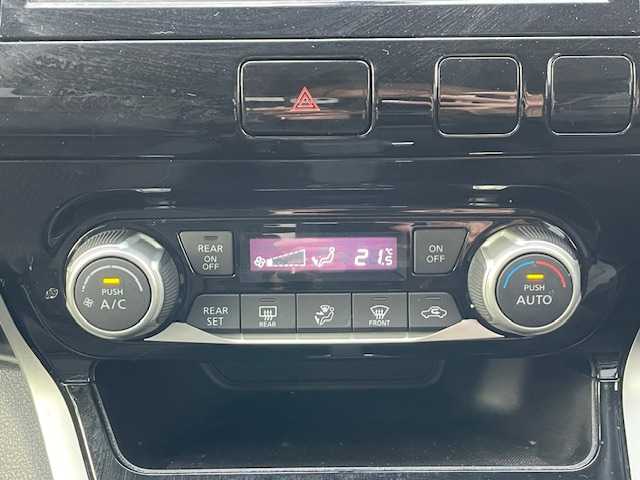 REAR
ON
OFF
21.5°C
ON
OFF
PUSH
A/C
PUSH
AUTO
REAR
SET
REAR
FRONT